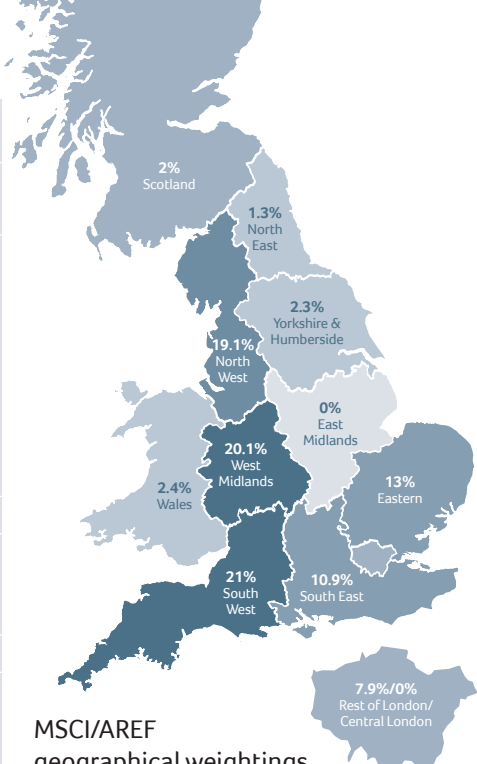 2%
Scotland
1.3%
North
East
2.3%
Yorkshire &
Humberside
19.1%
North
West
0%
East
Midlands
20.1%
West
Midlands
2.4%
Wales
13%
Eastern
21%
South
West
10.9%
South East
7.9%/0%
Rest of London/
Central London
MSCI/AREF
geographical weightings